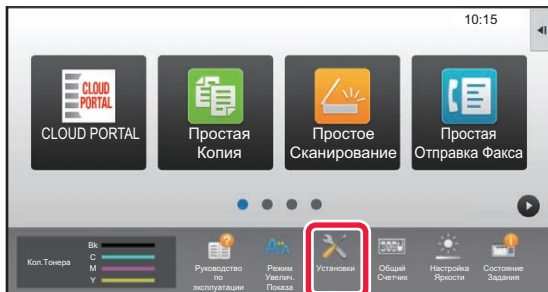 10:15
CLOUD
PORTAL
CLOUD PORTAL
Простая
Копия
Простое
Сканирование
Простая
Отправка Факса
Кол.Тонера
Bk
C
M
Y
Руководство
по
эксплуатации
Режим
Увелич.
Показа
Установки
Общий
Счетчик
Настройка
Яркости
Состояние
Задания